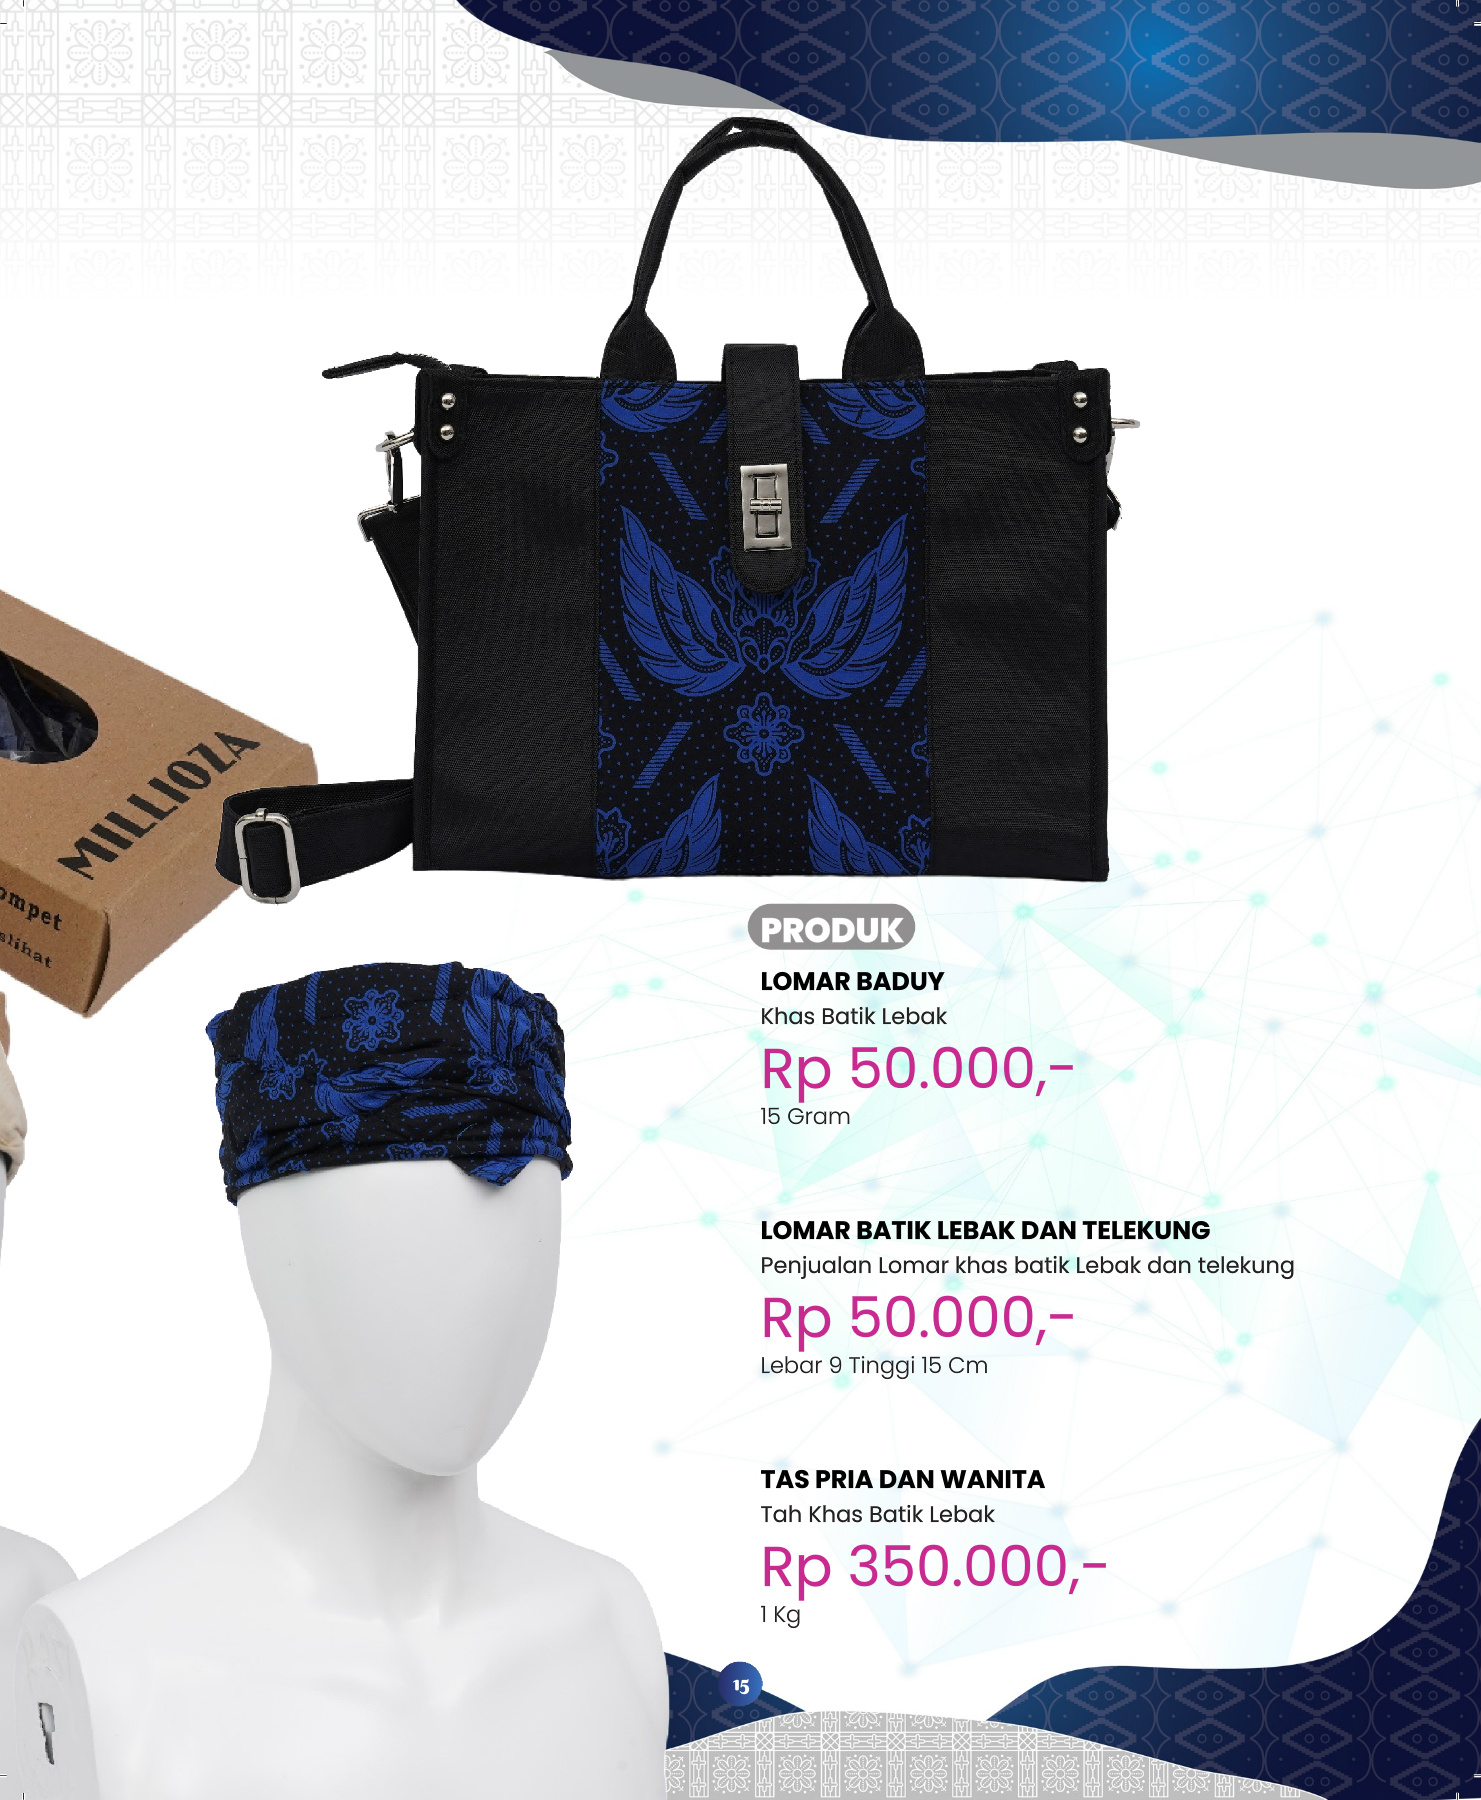 MILLIOZA
ompet
slihat
PRODUK
LOMAR BADUY
Khas Batik Lebak
Rp 50.000,-
15 Gram
LOMAR BATIK LEBAK DAN TELEKUNG
Penjualan Lomar khas batik Lebak dan telekung
Rp 50.000,-
Lebar 9 Tinggi 15 Cm
TAS PRIA DAN WANITA
Tah Khas Batik Lebak
Rp 350.000,-
1 Kg
15